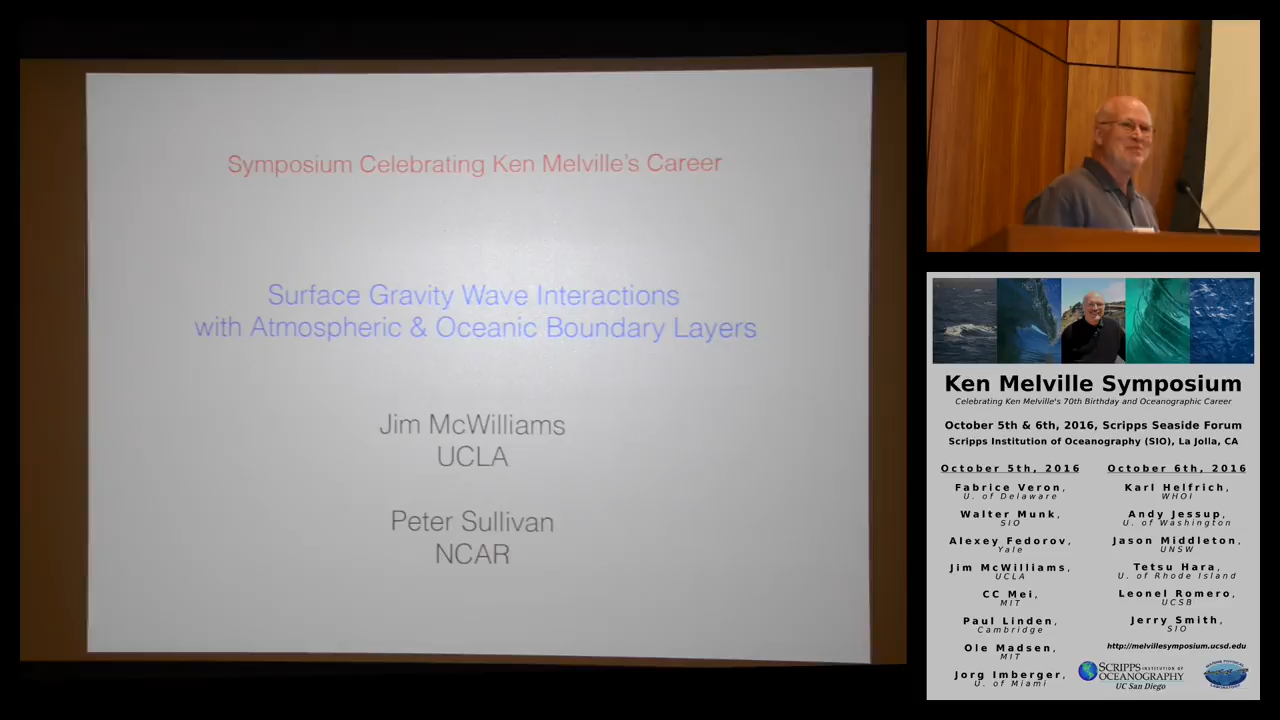 Symposium Celebrating Ken Melville's Career
Surface Gravity Wave Interactions
with Atmospheric & Oceanic Boundary Layers
Jim McWilliams
UCLA
Peter Sullivan
NCAR
Ken Melville Symposium
Celebrating Ken Melville's 70th Birthday and Oceanographic Career
October 5th & 6th, 2016, Scripps Seaside Forum
Scripps Institution of Oceanography (SIO), La Jolla, CA
October 5th, 2016
Fabrice Veron,
U. of Delaware
Walter Munk,
SIO
Alexey Fedorov,
Yale
Jim McWilliams,
UCLA
CC Mei,
MIT
Paul Linden,
Cambridge
Ole Madsen,
MIT
Jorg Imberger,
U. of Miami
October 6th, 2016
Karl Helfrich,
WHOI
Andy Jessup,
U. of Washington
Jason Middleton,
UNSW
Tetsu Hara,
U. of Rhode Island
Leonel Romero,
UCSB
Jerry Smith,
SIO
http://melvillesymposium.ucsd.edu
SCRIPPS INSTITUTION OF
OCEANOGRAPHY
UC San Diego